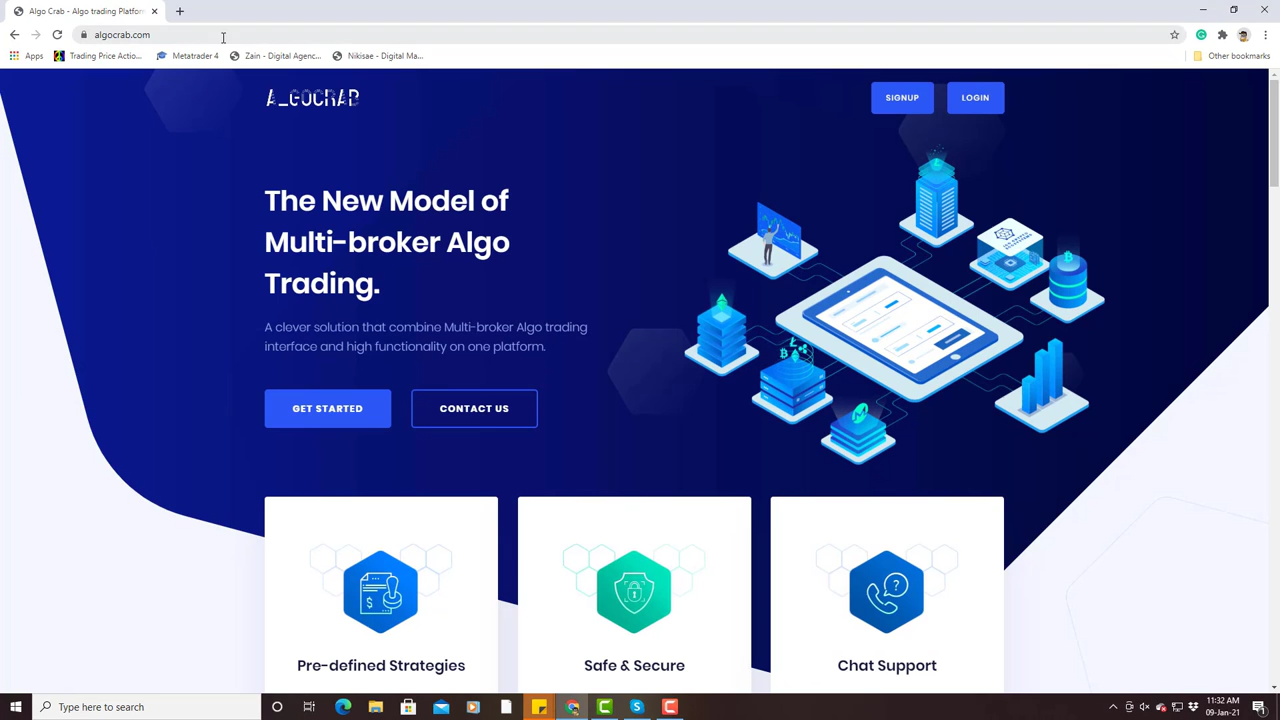 Algo Crab - Algo trading Platform
algocrab.com
Apps
Trading Price Actio...
Metatrader 4
Zain - Digital Agenc...
Nikisae - Digital Ma...
Other bookmarks
A_GOCRAB
SIGNUP
LOGIN
The New Model of
Multi-broker Algo
Trading.
A clever solution that combine Multi-broker Algo trading
interface and high functionality on one platform.
GET STARTED
CONTACT US
Pre-defined Strategies
Safe & Secure
Chat Support
Type here to search
11:32 AM
09-Jan-21